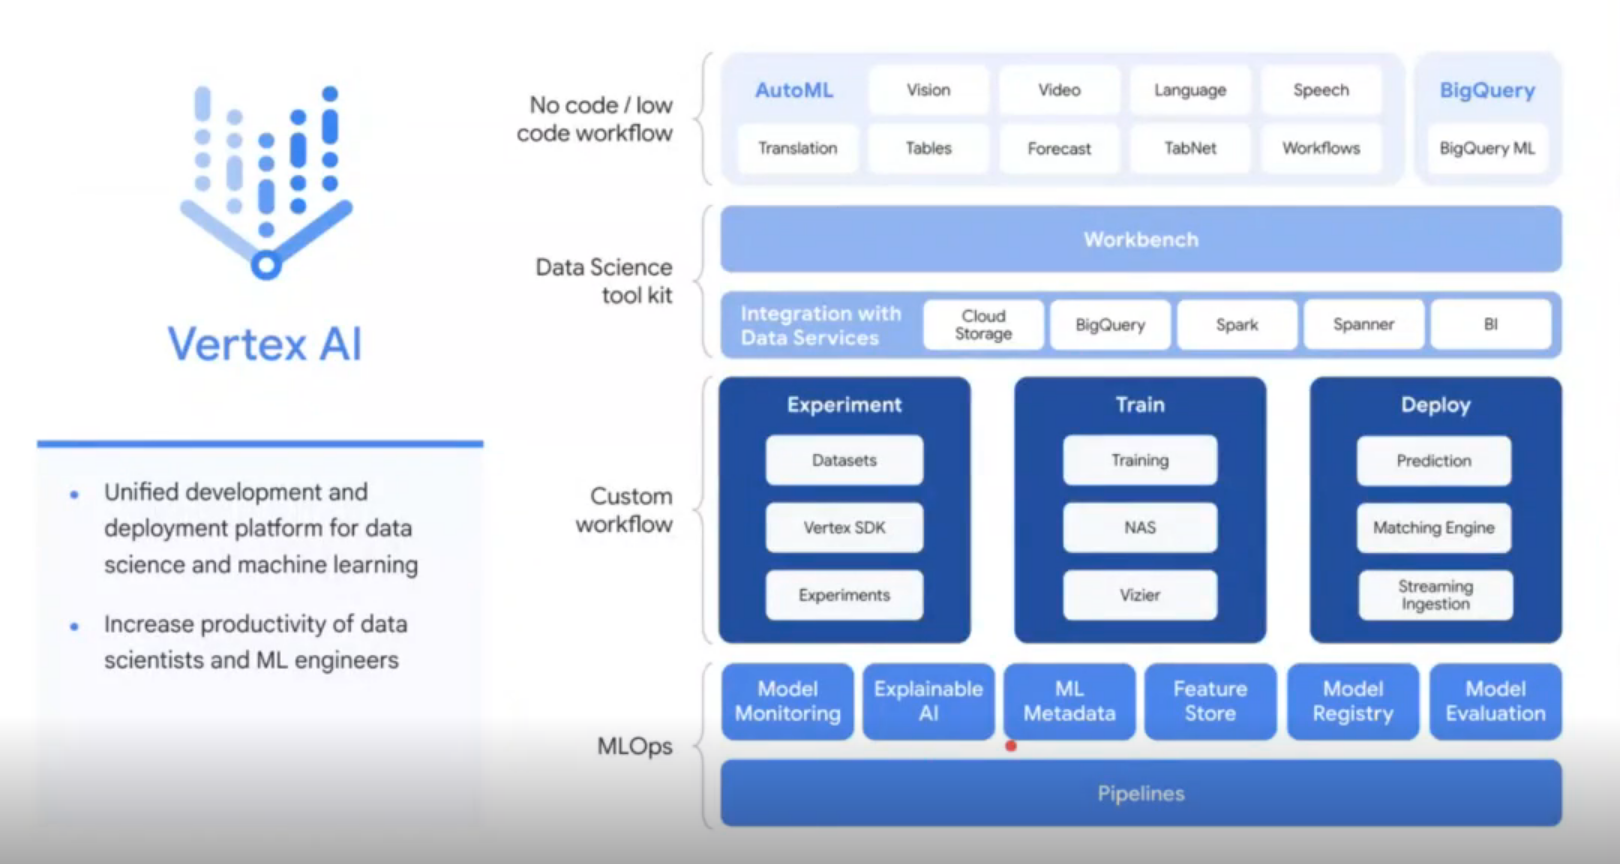 Vertex AI
Unified development and
deployment platform for data
science and machine learning
Increase productivity of data
scientists and ML engineers
No code / low
code workflow
AutoML
Vision
Video
Language
Speech
Translation
Tables
Forecast
TabNet
Workflows
BigQuery
BigQuery ML
Data Science
tool kit
Workbench
Integration with
Data Services
Cloud
Storage
BigQuery
Spark
Spanner
BI
Custom
workflow
Experiment
Datasets
Vertex SDK
Experiments
Train
Training
NAS
Vizier
Deploy
Prediction
Matching Engine
Streaming
Ingestion
MLOps
Model
Monitoring
Explainable
AI
ML
Metadata
Feature
Store
Model
Registry
Model
Evaluation
Pipelines